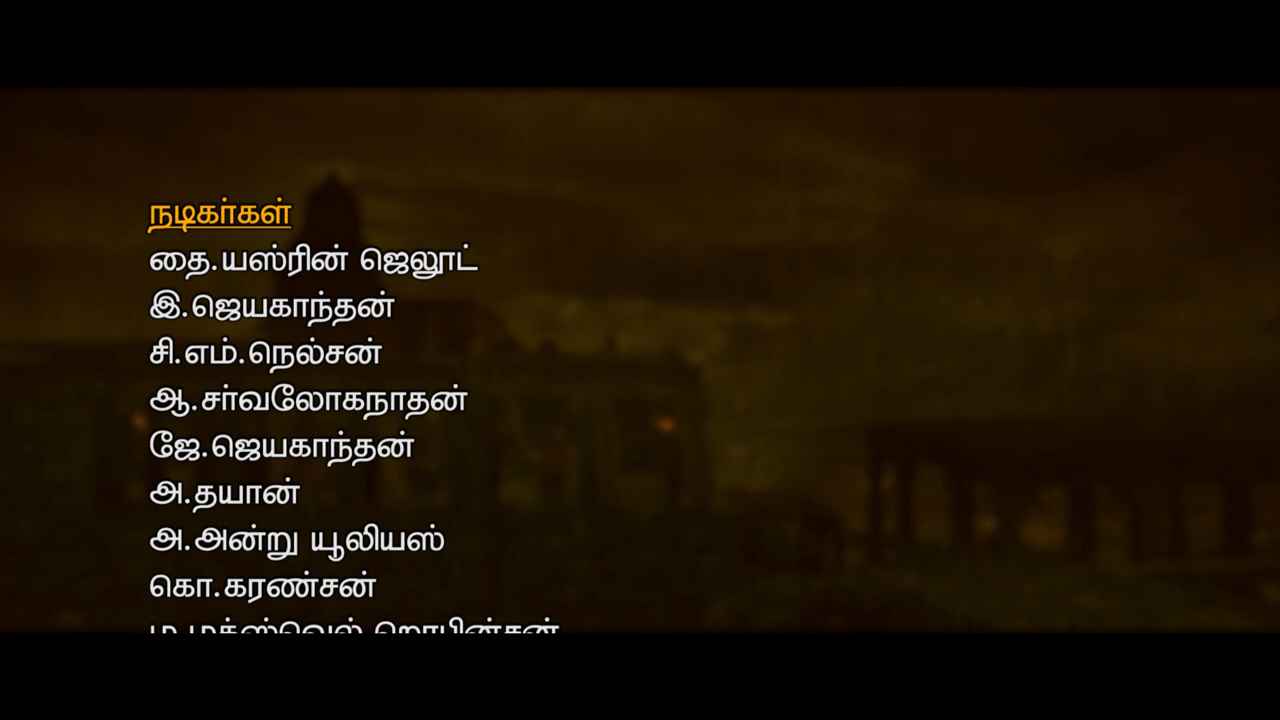 நடிகர்கள்
தை.யஸ்ரின் ஜெலூட்
இ.ஜெயகாந்தன்
சி.எம்.நெல்சன்
ஆ.சர்வலோகநாதன்
ஜே.ஜெயகாந்தன்
அ.தயான்
அ.அன்று யூலியஸ்
கொ.கரண்சன்